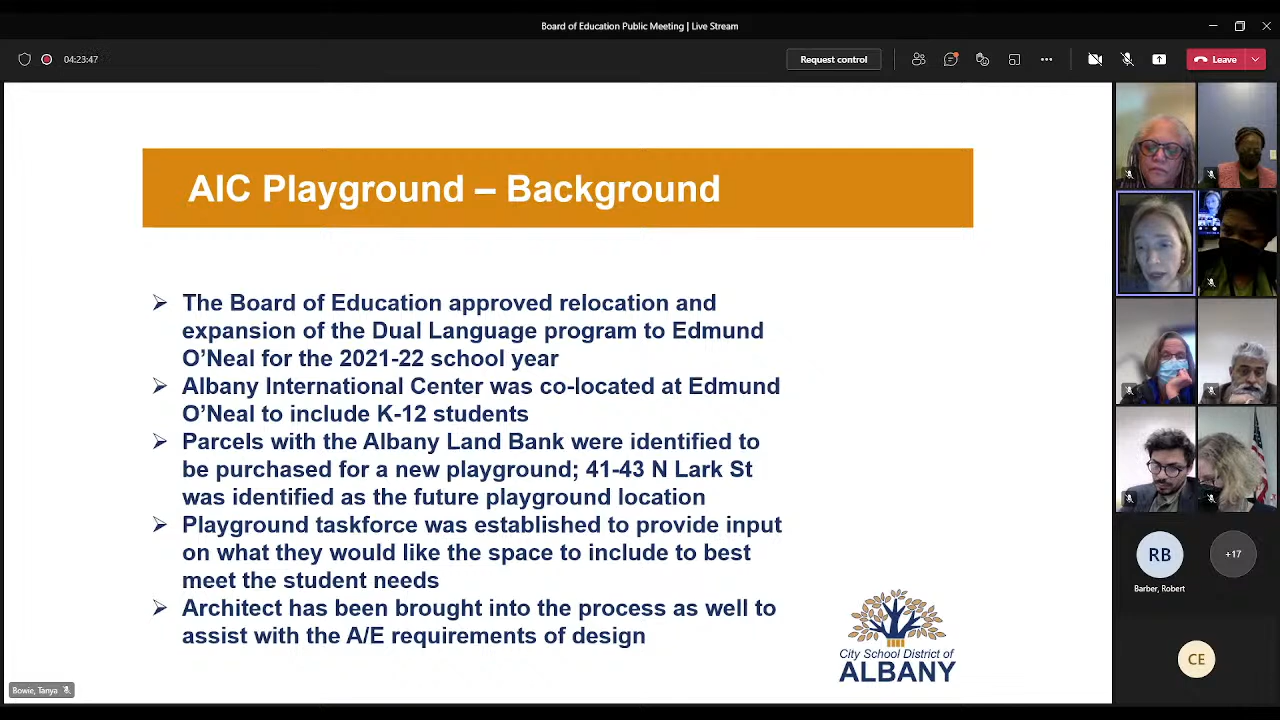 Board of Education Public Meeting | Live Stream
04:23:47
Request control
Leave
AIC Playground – Background
➢ The Board of Education approved relocation and
expansion of the Dual Language program to Edmund
O’Neal for the 2021-22 school year
➢ Albany International Center was co-located at Edmund
O’Neal to include K-12 students
➢ Parcels with the Albany Land Bank were identified to
be purchased for a new playground; 41-43 N Lark St
was identified as the future playground location
➢ Playground taskforce was established to provide input
on what they would like the space to include to best
meet the student needs
➢ Architect has been brought into the process as well to
assist with the A/E requirements of design
City School District of
ALBANY
Bowie, Tanya
RB
+17
Barber, Robert
CE